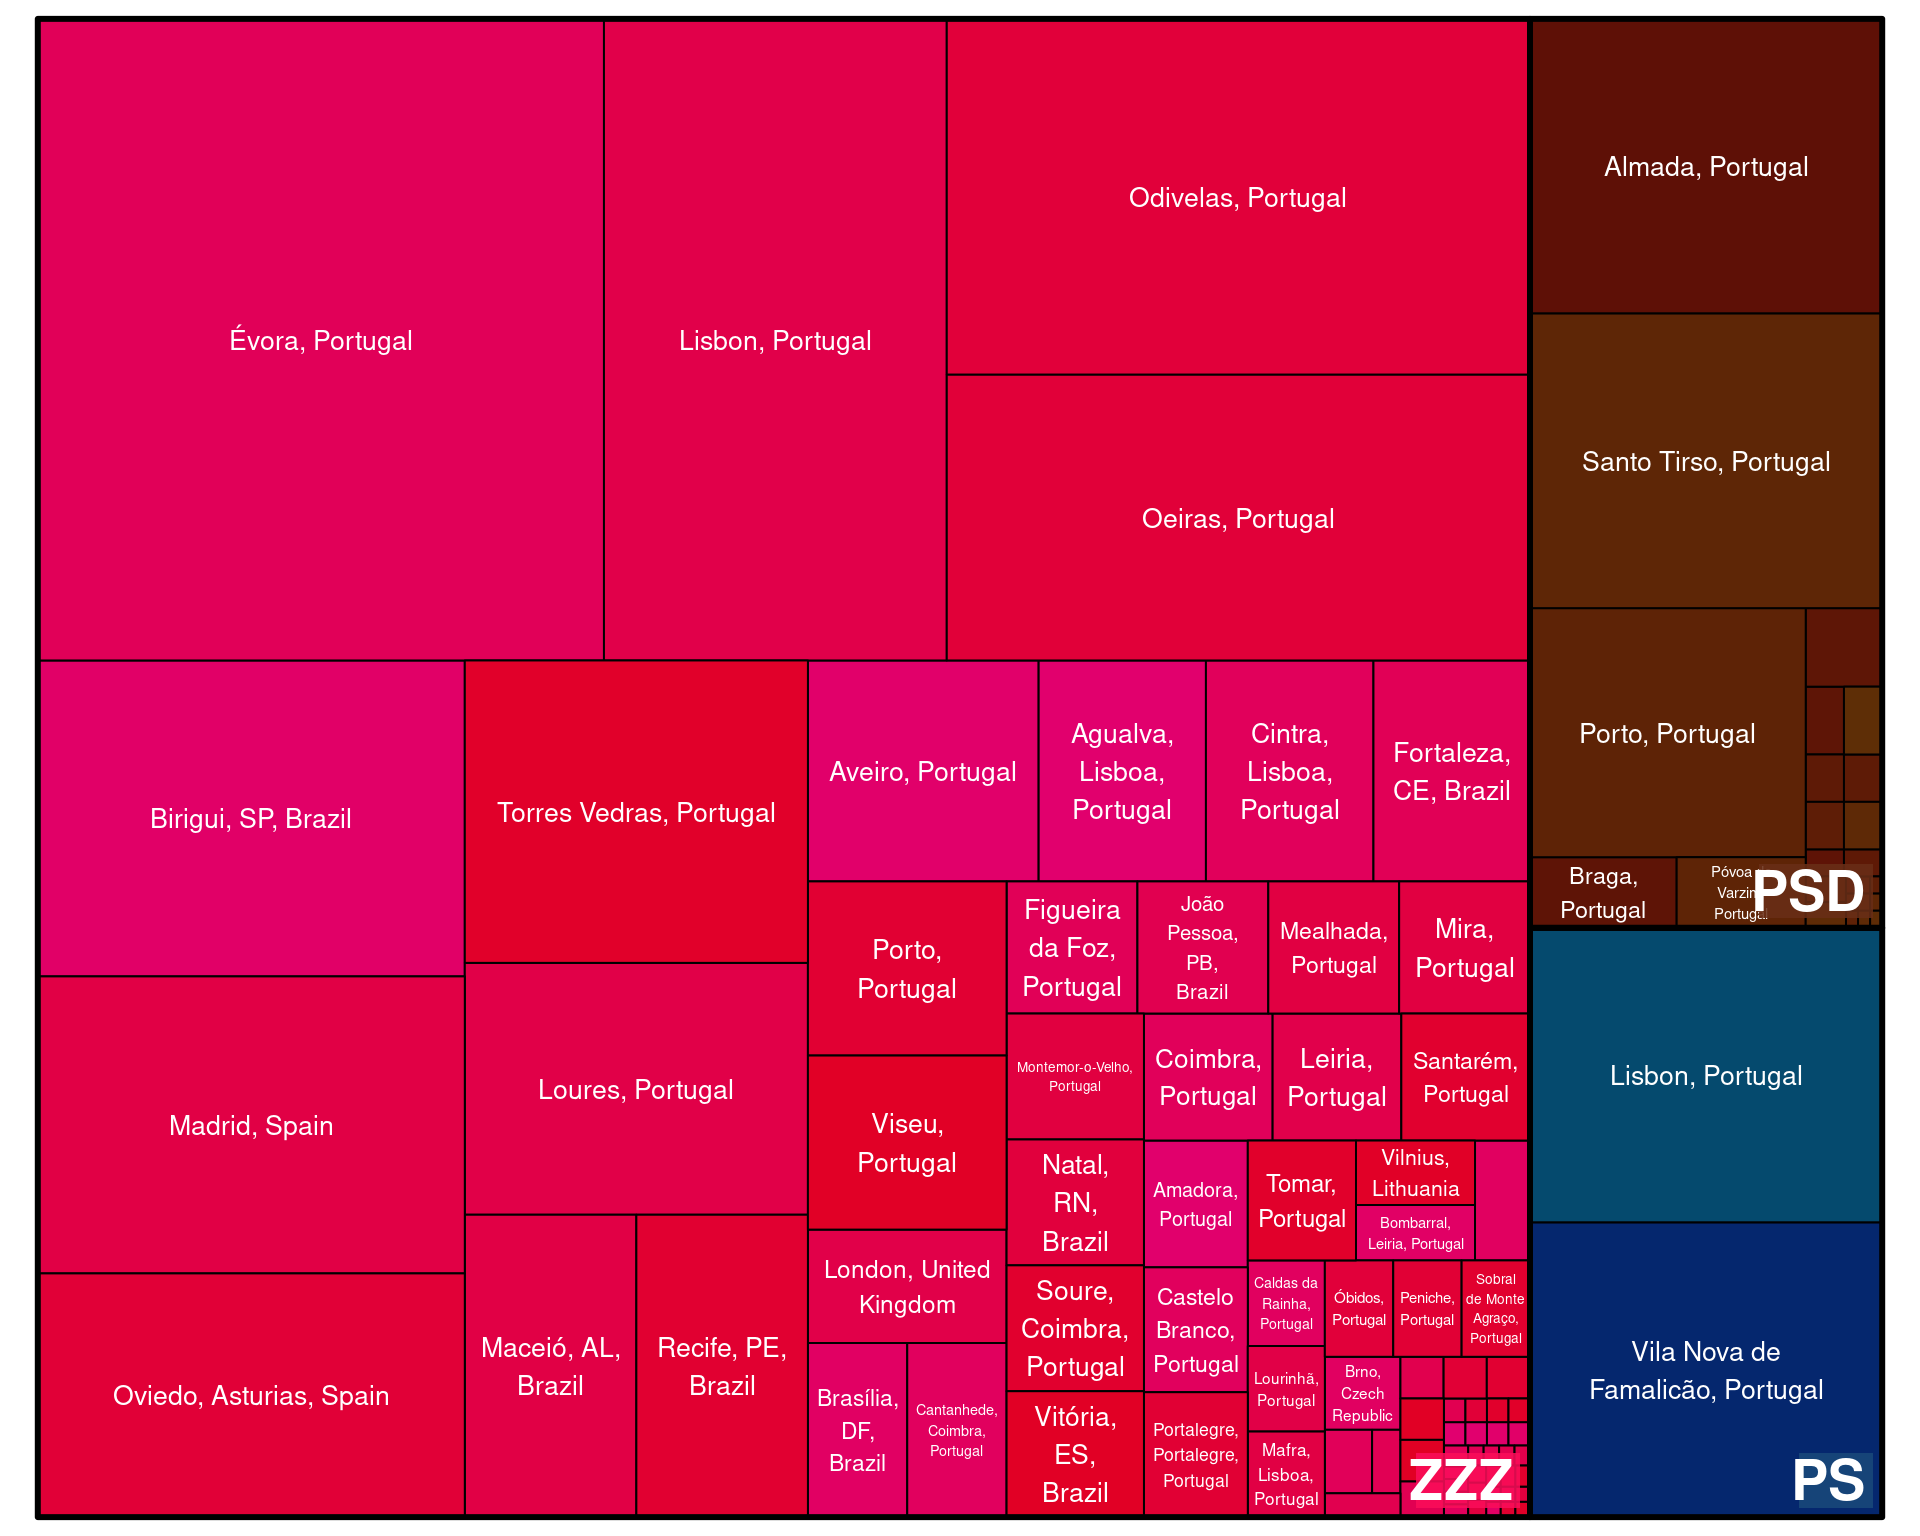 Évora, Portugal
Lisbon, Portugal
Odivelas, Portugal
Oeiras, Portugal
Birigui, SP, Brazil
Madrid, Spain
Oviedo, Asturias, Spain
Torres Vedras, Portugal
Loures, Portugal
Maceió, AL,
Brazil
Recife, PE,
Brazil
Aveiro, Portugal
Agualva,
Lisboa,
Portugal
Cintra,
Lisboa,
Portugal
Fortaleza,
CE, Brazil
Porto,
Portugal
Viseu,
Portugal
London, United
Kingdom
Brasília,
DF,
Brazil
Cantanhede,
Coimbra,
Portugal
Figueira
da Foz,
Portugal
João
Pessoa,
PB,
Brazil
Mealhada,
Portugal
Mira,
Portugal
Montemor-o-Velho,
Portugal
Natal,
RN,
Brazil
Soure,
Coimbra,
Portugal
Vitória,
ES,
Brazil
Coimbra,
Portugal
Leiria,
Portugal
Santarém,
Portugal
Amadora,
Portugal
Castelo
Branco,
Portugal
Portalegre,
Portalegre,
Portugal
Tomar,
Portugal
Vilnius,
Lithuania
Bombarral,
Leiria, Portugal
Caldas da
Rainha,
Portugal
Lourinhã,
Portugal
Mafra,
Lisboa,
Portugal
Óbidos,
Portugal
Peniche,
Portugal
Sobral
de Monte
Agraço,
Portugal
Brno,
Czech
Republic
ZZZ
Almada, Portugal
Santo Tirso, Portugal
Porto, Portugal
Braga,
Portugal
Póvoa
Varzim
Portugal
PSD
Lisbon, Portugal
Vila Nova de
Famalicão, Portugal
PS